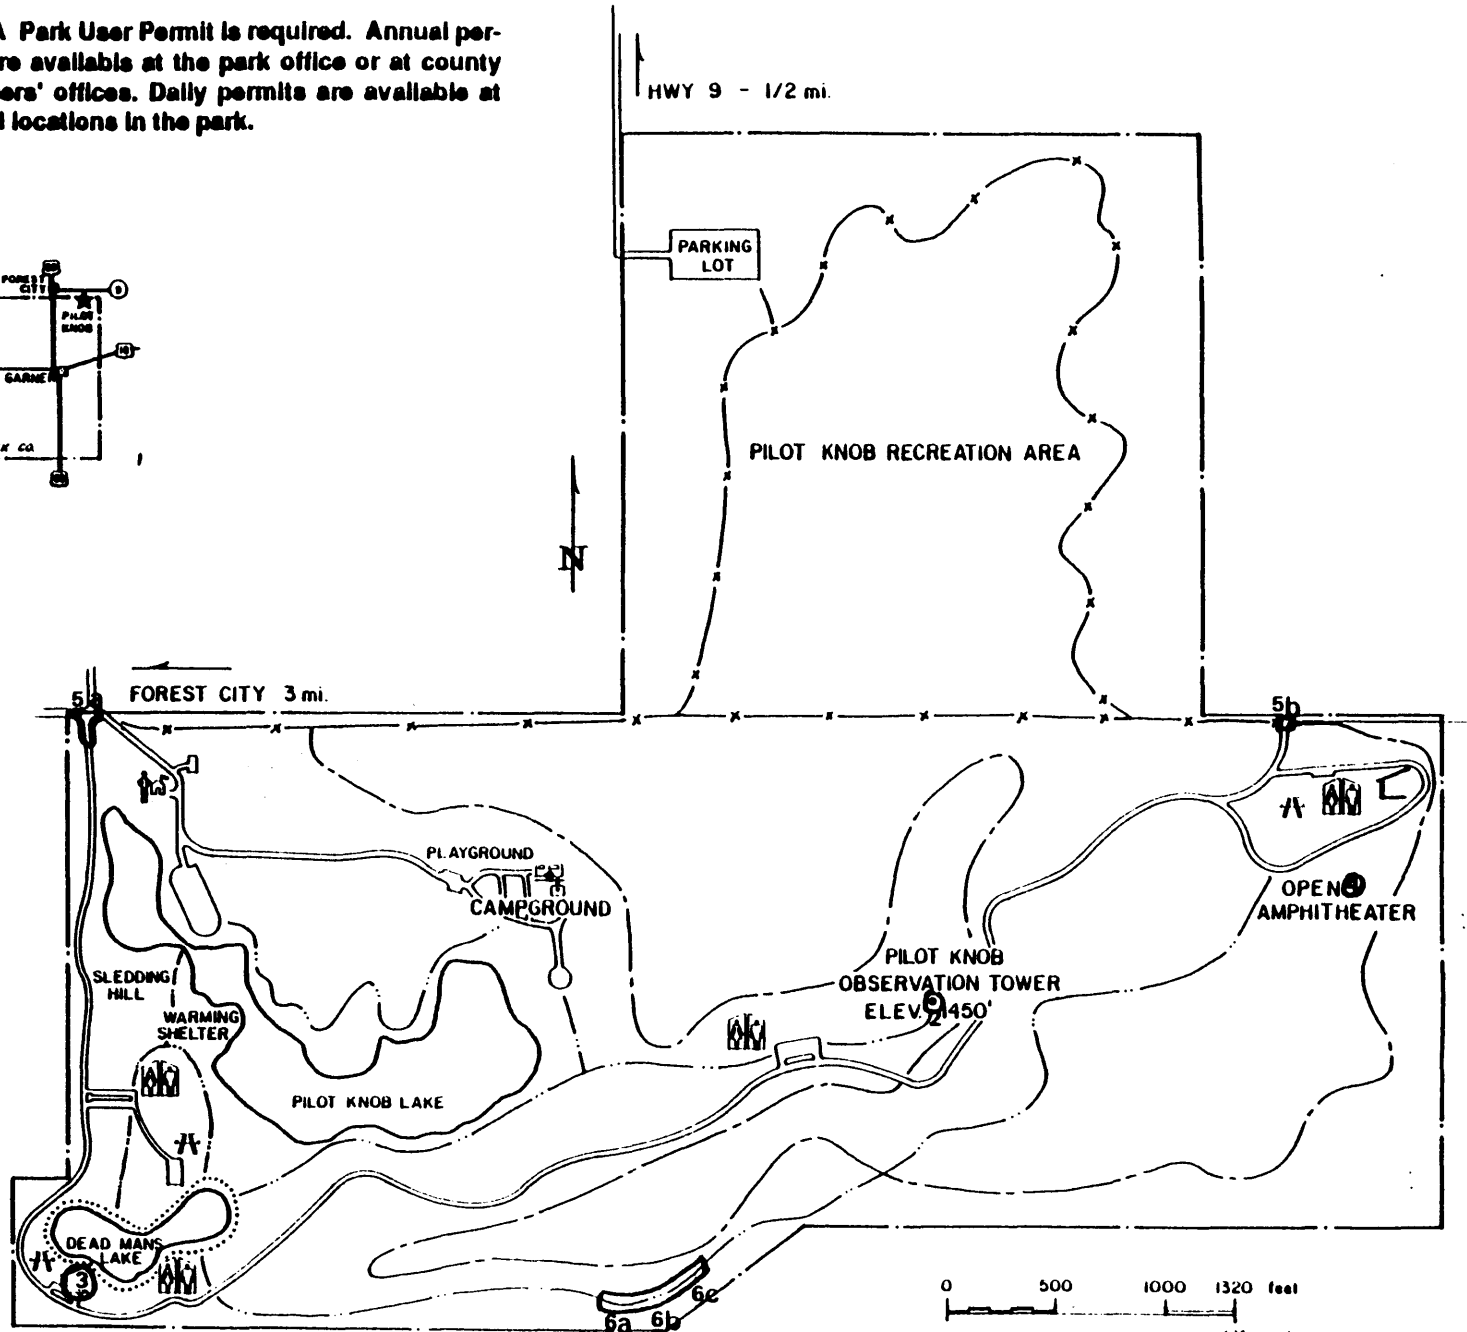 A Park User Permit is required. Annual per-
re available at the park office or at county
ers' offices. Daily permits are available at
l locations in the park.
HWY 9 - 1/2 mi.
PARKING
LOT
FOREST
CITY
9
PILOT
KNOB
18
GARNER
CO.
PILOT KNOB RECREATION AREA
N
FOREST CITY 3 mi.
5a
5b
PLAYGROUND
CAMPGROUND
OPEN 4
AMPHITHEATER
SLEDDING
HILL
WARMING
SHELTER
PILOT KNOB
OBSERVATION TOWER
ELEV. 1450'
2
PILOT KNOB LAKE
DEAD MANS
LAKE
3
6a 6b 6c
0 500 1000 1320 feet